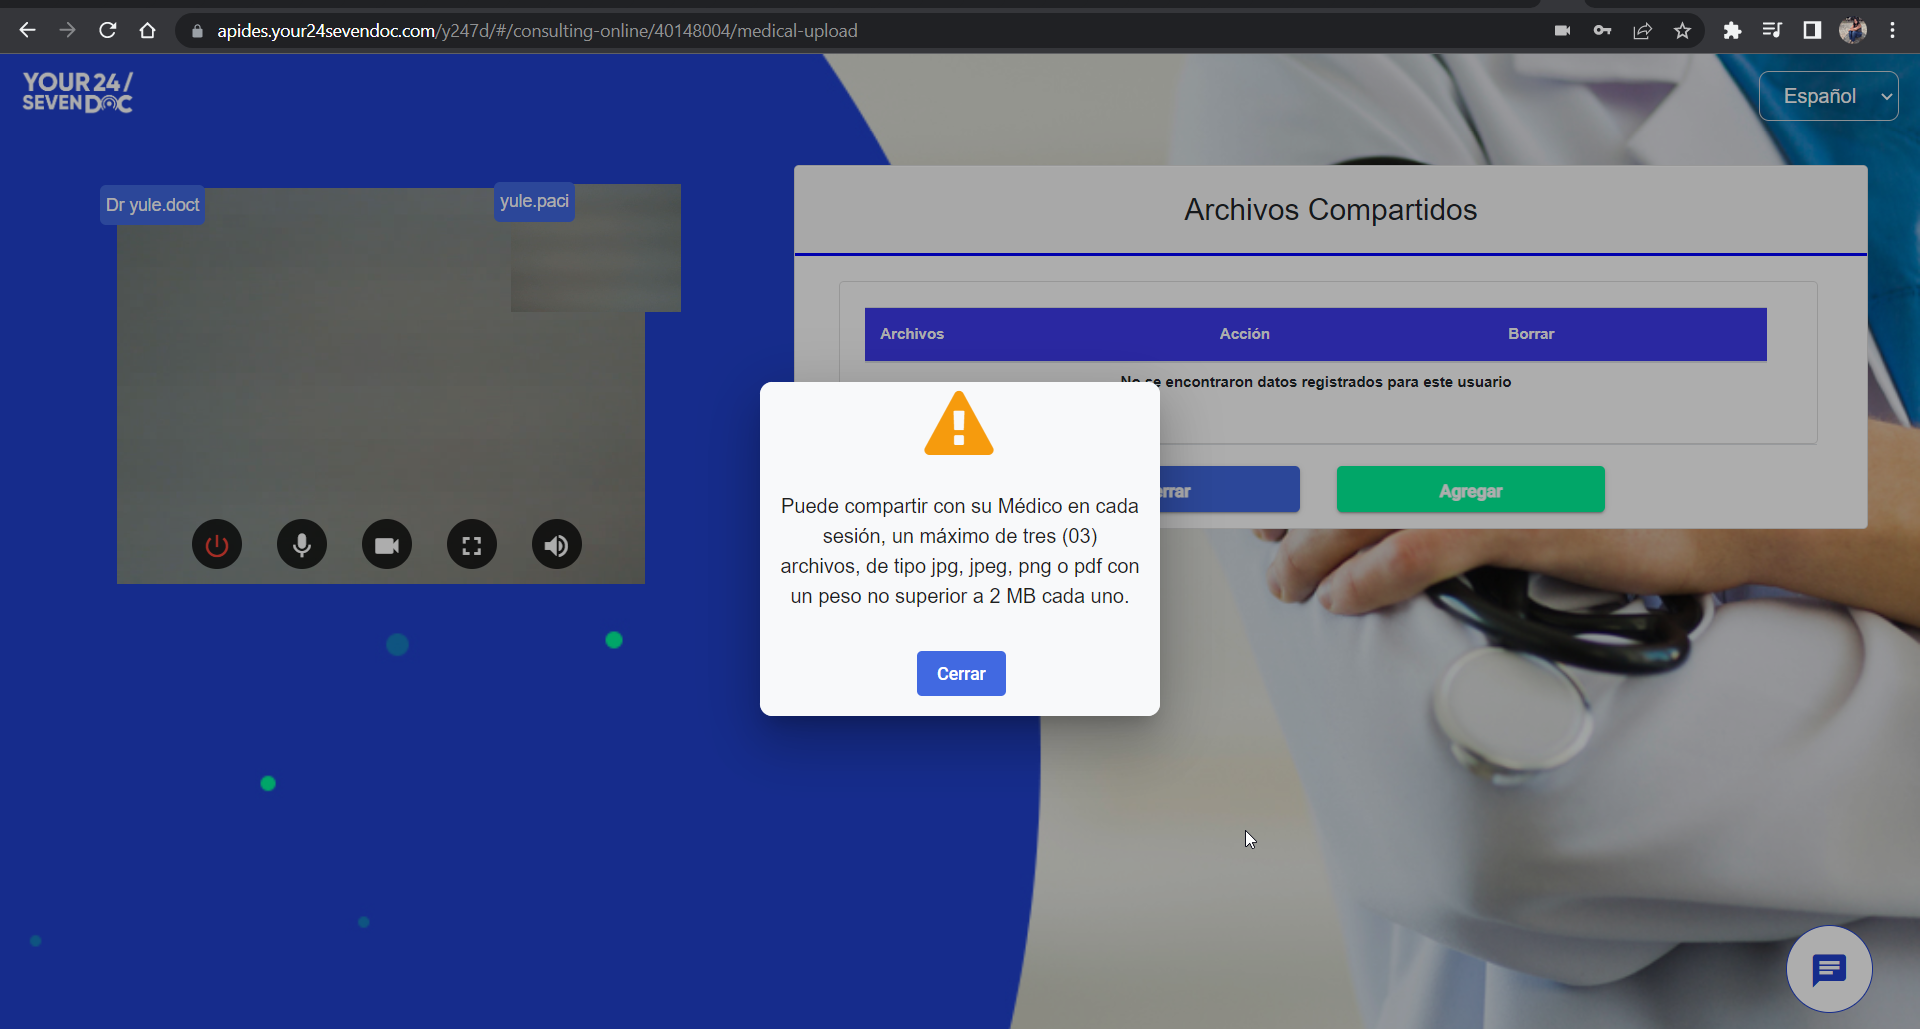 apides.your24sevendoc.com/y247d/#/consulting-online/40148004/medical-upload
YOUR 24/
SEVEN DOC
Español
Dr yule.doct
yule.paci
Archivos Compartidos
Archivos Acción Borrar
No se encontraron datos registrados para este usuario
Agregar
Puede compartir con su Médico en cada
sesión, un máximo de tres (03)
archivos, de tipo jpg, jpeg, png o pdf con
un peso no superior a 2 MB cada uno.
Cerrar